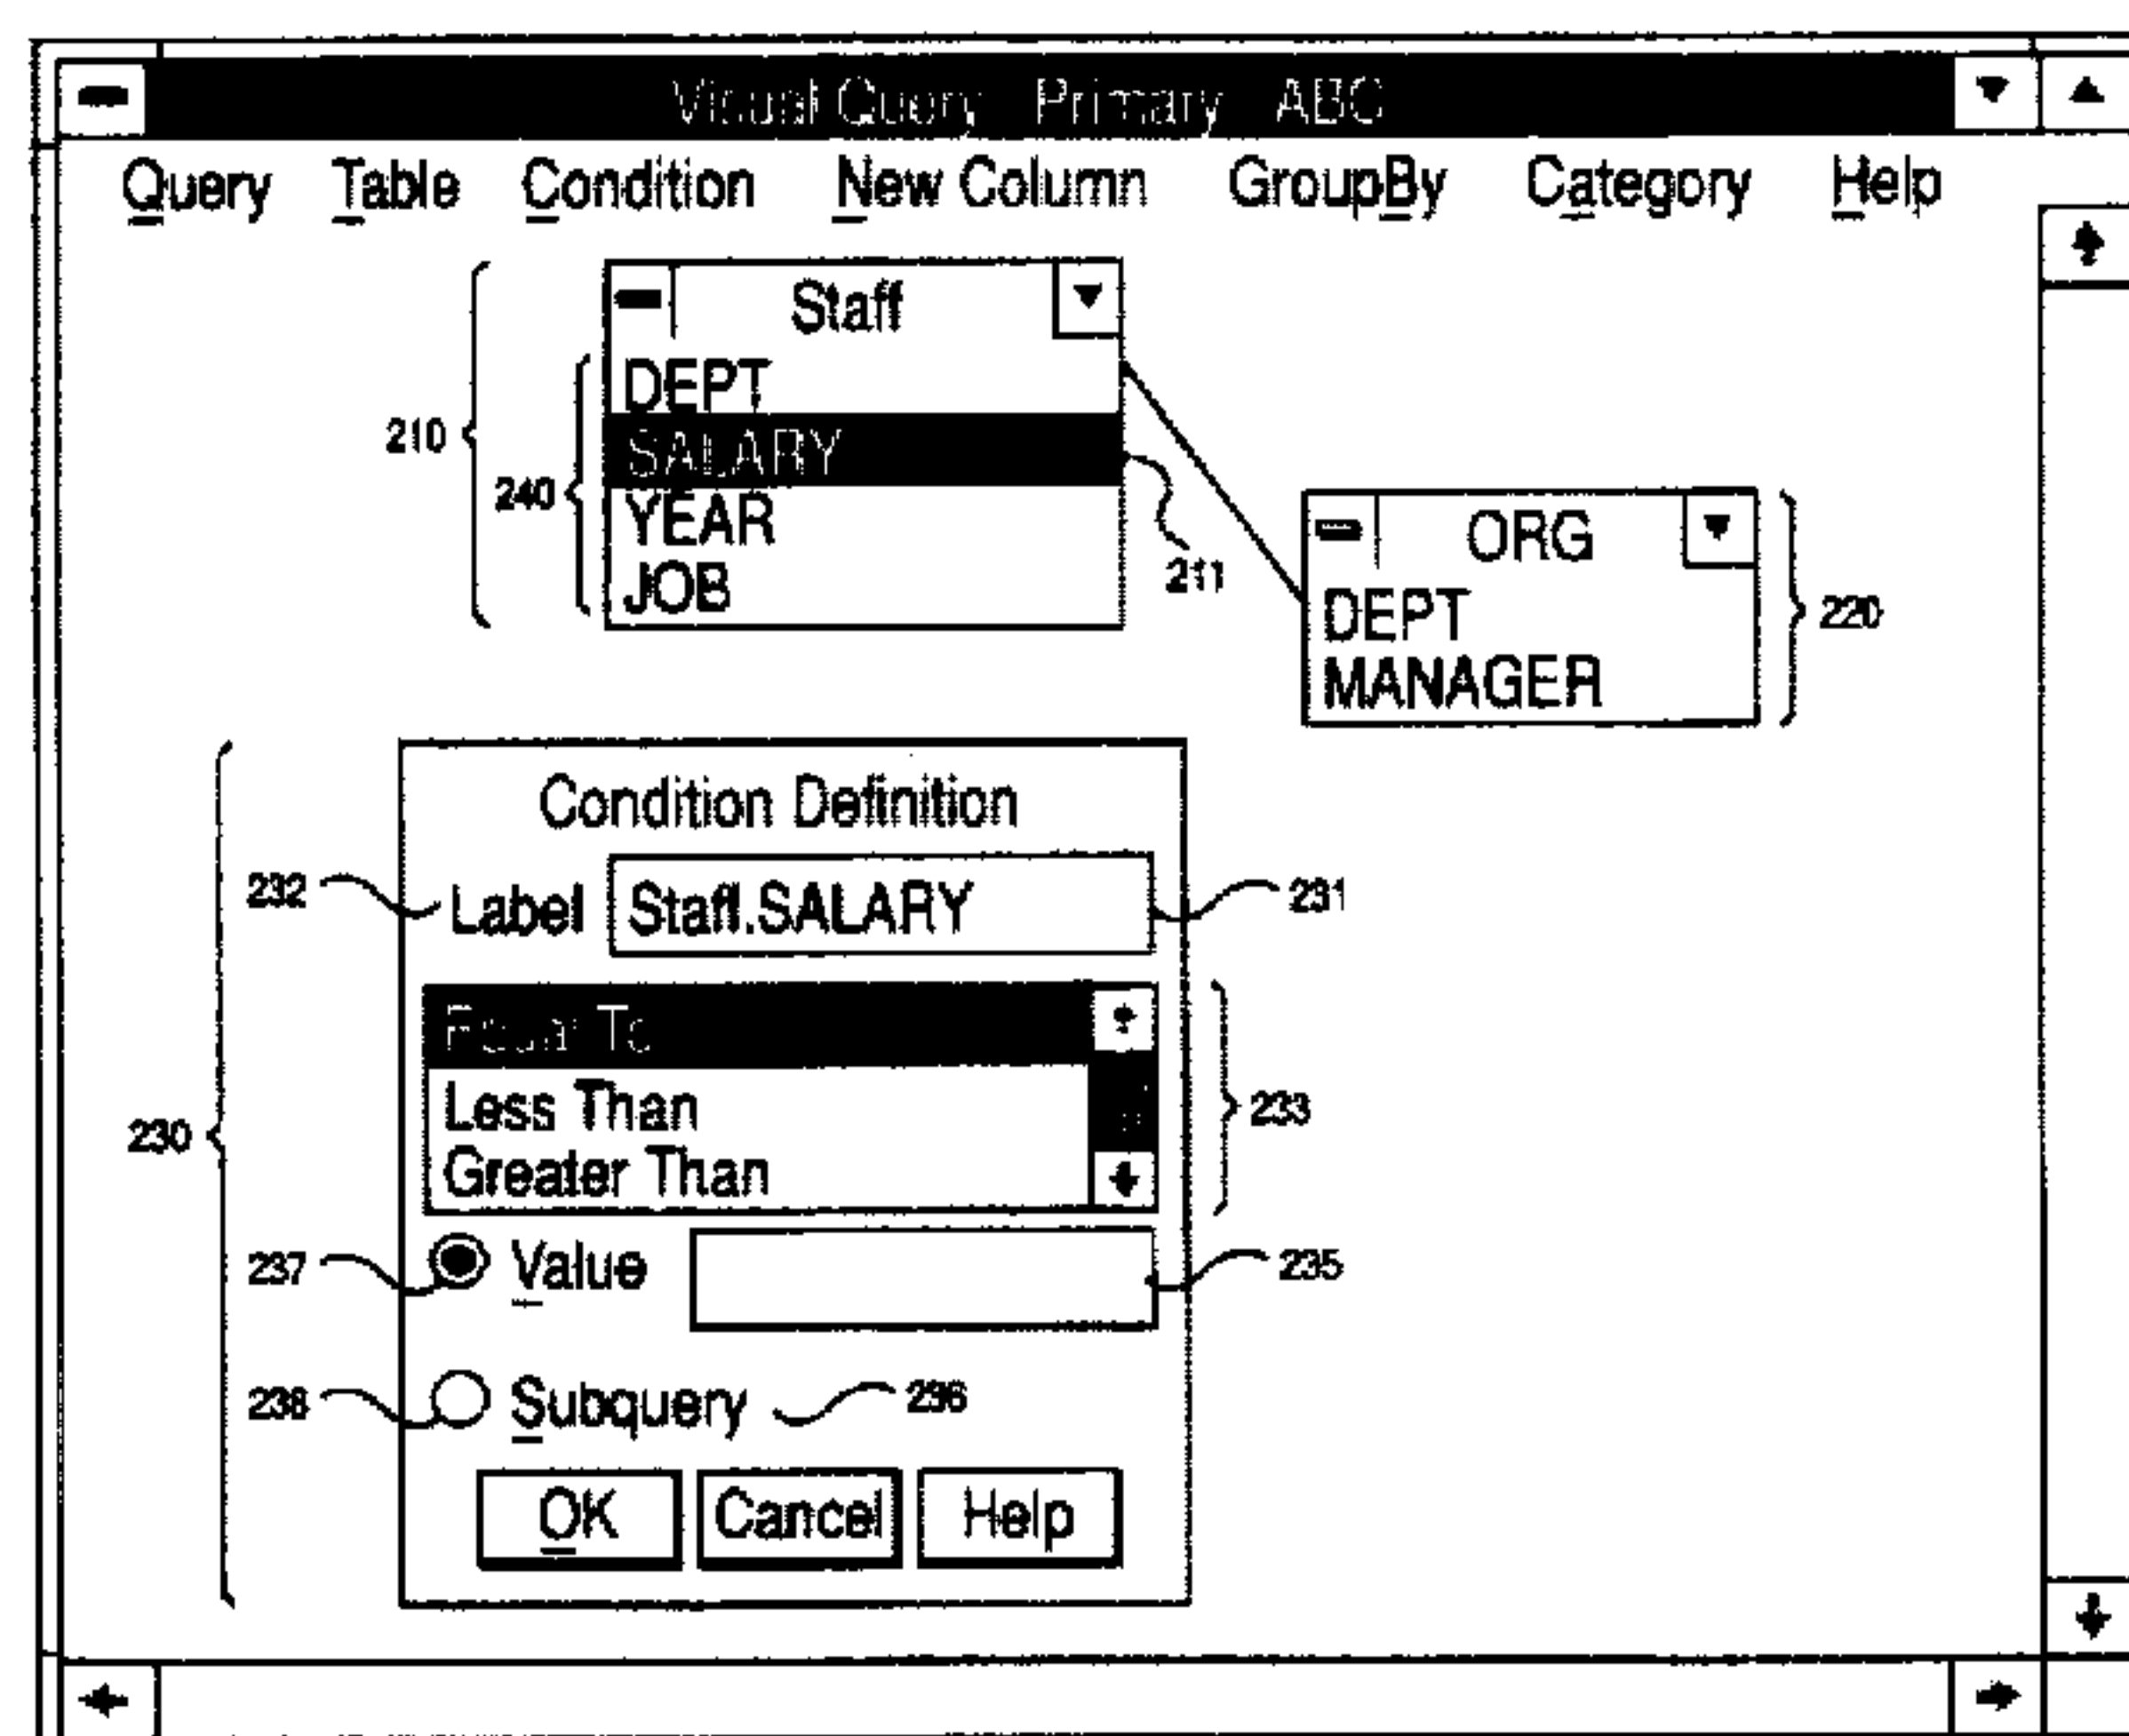 Visual Query Primary ABC
Query Table Condition New Column GroupBy Category Help
Staff
DEPT
210
SALARY
240
YEAR
211
JOB
ORG
DEPT
220
MANAGER
Condition Definition
232 Label Staff.SALARY 231
Equal To
Less Than
233
230
Greater Than
237 Value 235
238 Subquery 236
OK Cancel Help